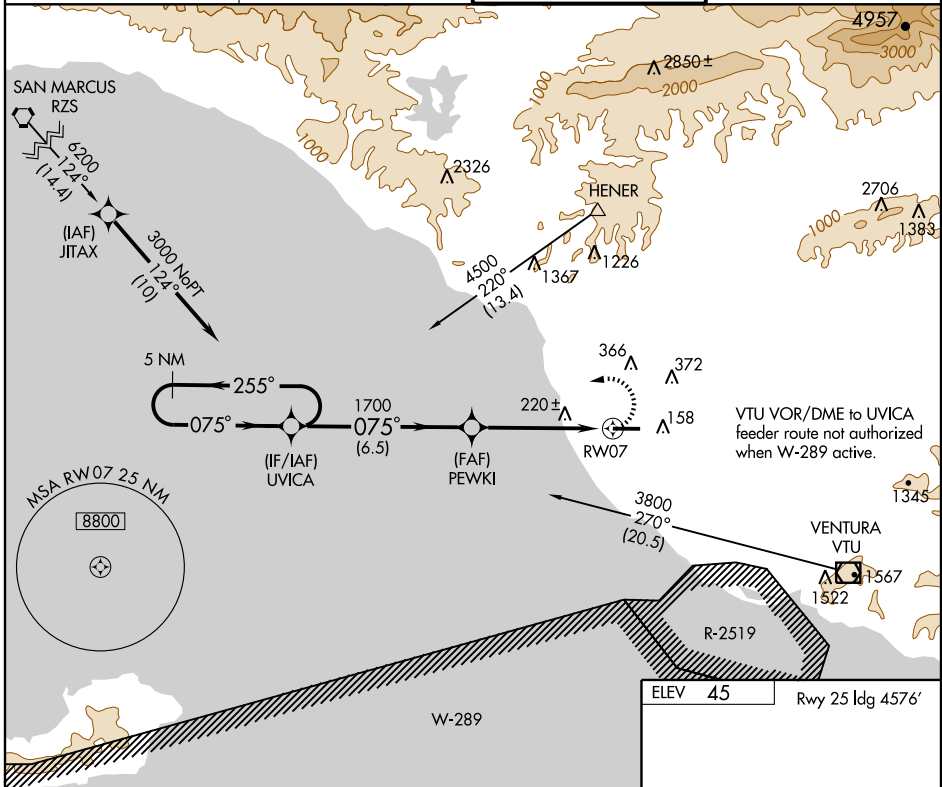 4957
3000
2850±
2000
1000
SAN MARCUS
RZS
6200
124°
(14.4)
1000
2326
HENER
2706
1383
1000
(IAF)
JITAX
3000 NoPT
124°
(10)
4500
220°
(13.4)
1367
1226
5 NM
255°
075°
1700
075°
(6.5)
(IF/IAF)
UVICA
(FAF)
PEWKI
366
372
220±
158
RW07
VTU VOR/DME to UVICA
feeder route not authorized
when W-289 active.
MSA RW07 25 NM
8800
1345
3800
270°
(20.5)
VENTURA
VTU
1567
1522
R-2519
W-289
ELEV 45
Rwy 25 ldg 4576'